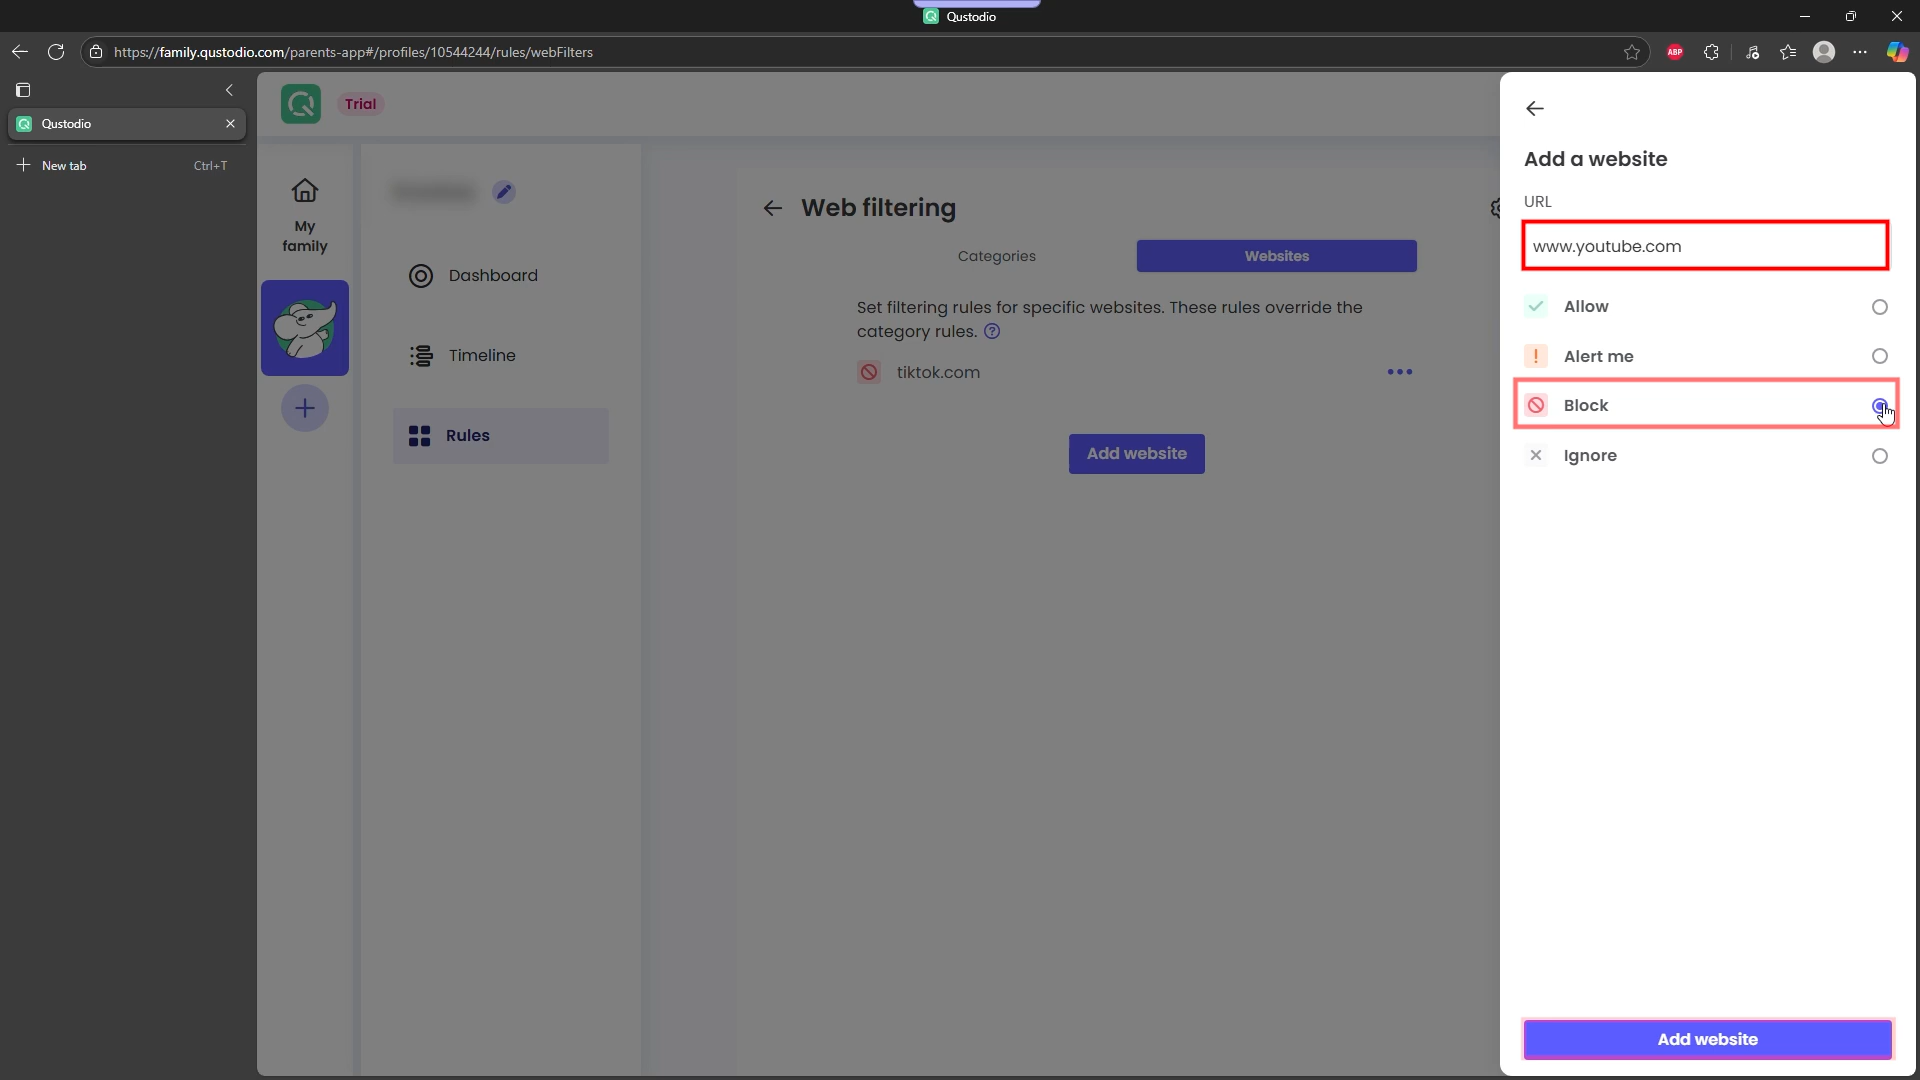 Qustodio
https://family.qustodio.com/parents-app#/profiles/10544244/rules/webFilters
ABP
Qustodio
New tab Ctrl+T
Trial
My
family
Dashboard
Timeline
Rules
Web filtering
Categories
Websites
Set filtering rules for specific websites. These rules override the
category rules.
tiktok.com
Add website
Add a website
URL
www.youtube.com
Allow
Alert me
Block
Ignore
Add website